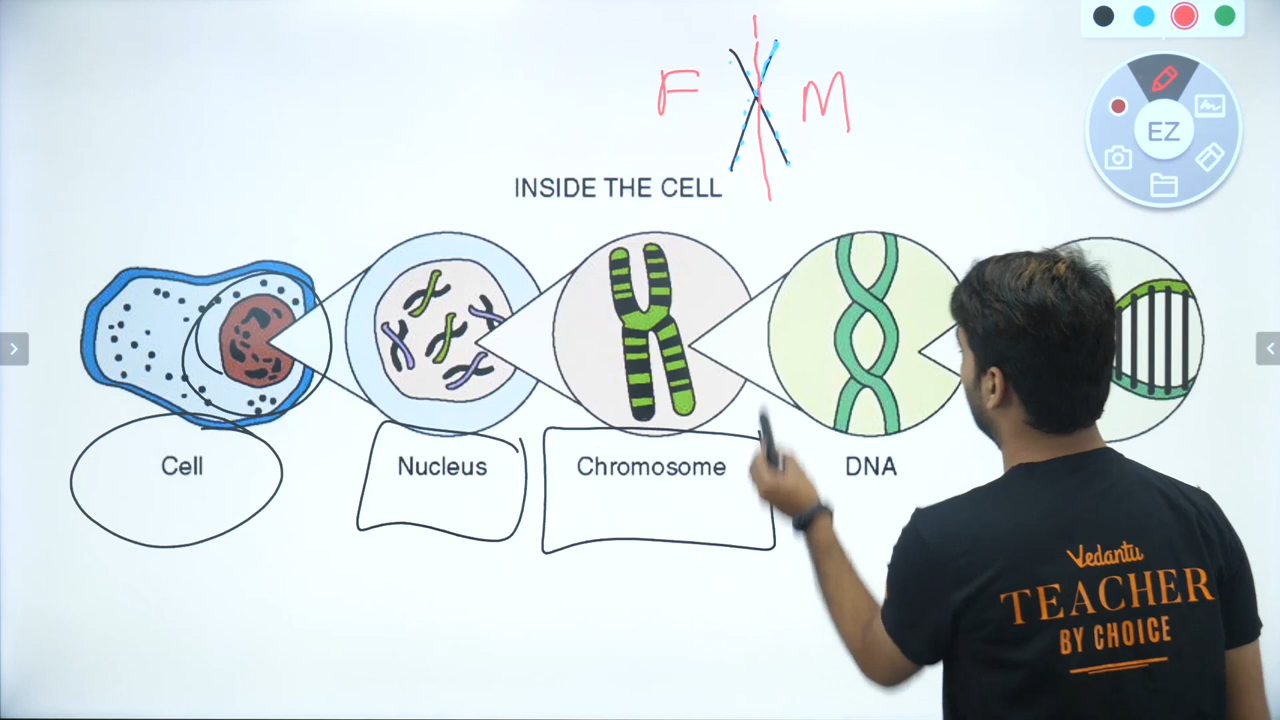 F M
EZ
INSIDE THE CELL
Cell
Nucleus
Chromosome
DNA
Vedantu
TEACHER
BY CHOICE